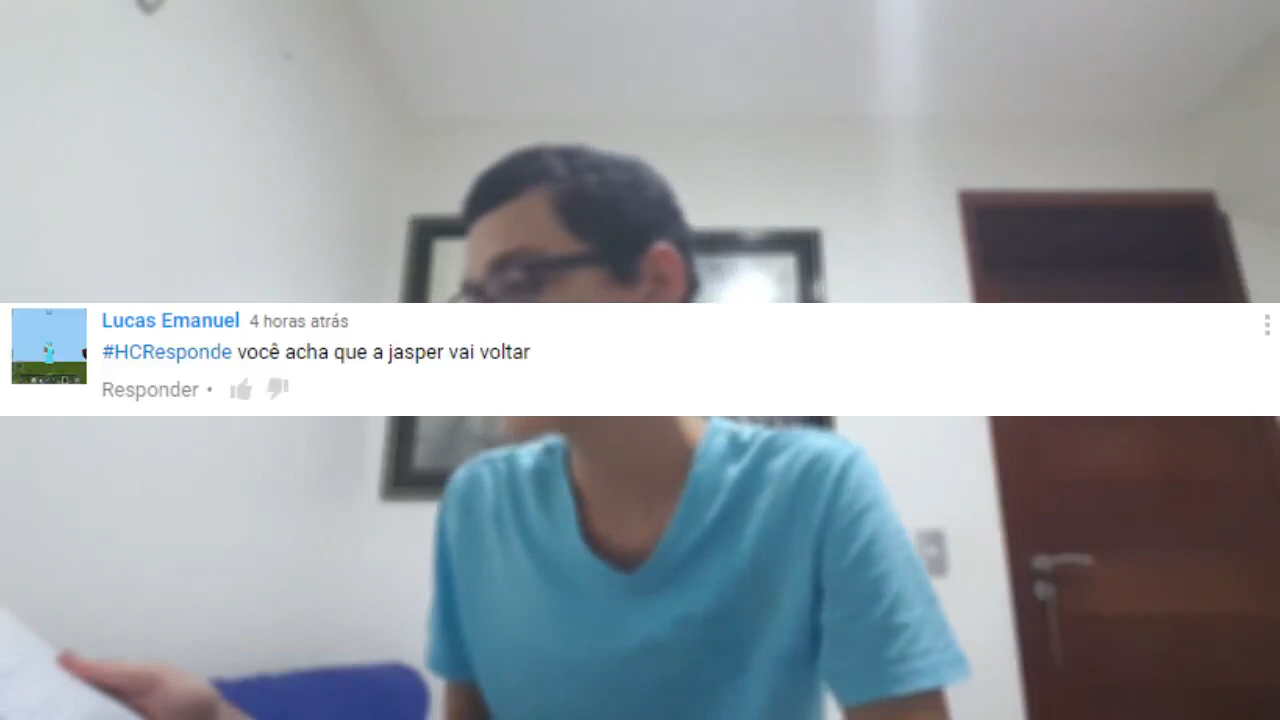 Lucas Emanuel 4 horas atrás
#HCResponde você acha que a jasper vai voltar
Responder •